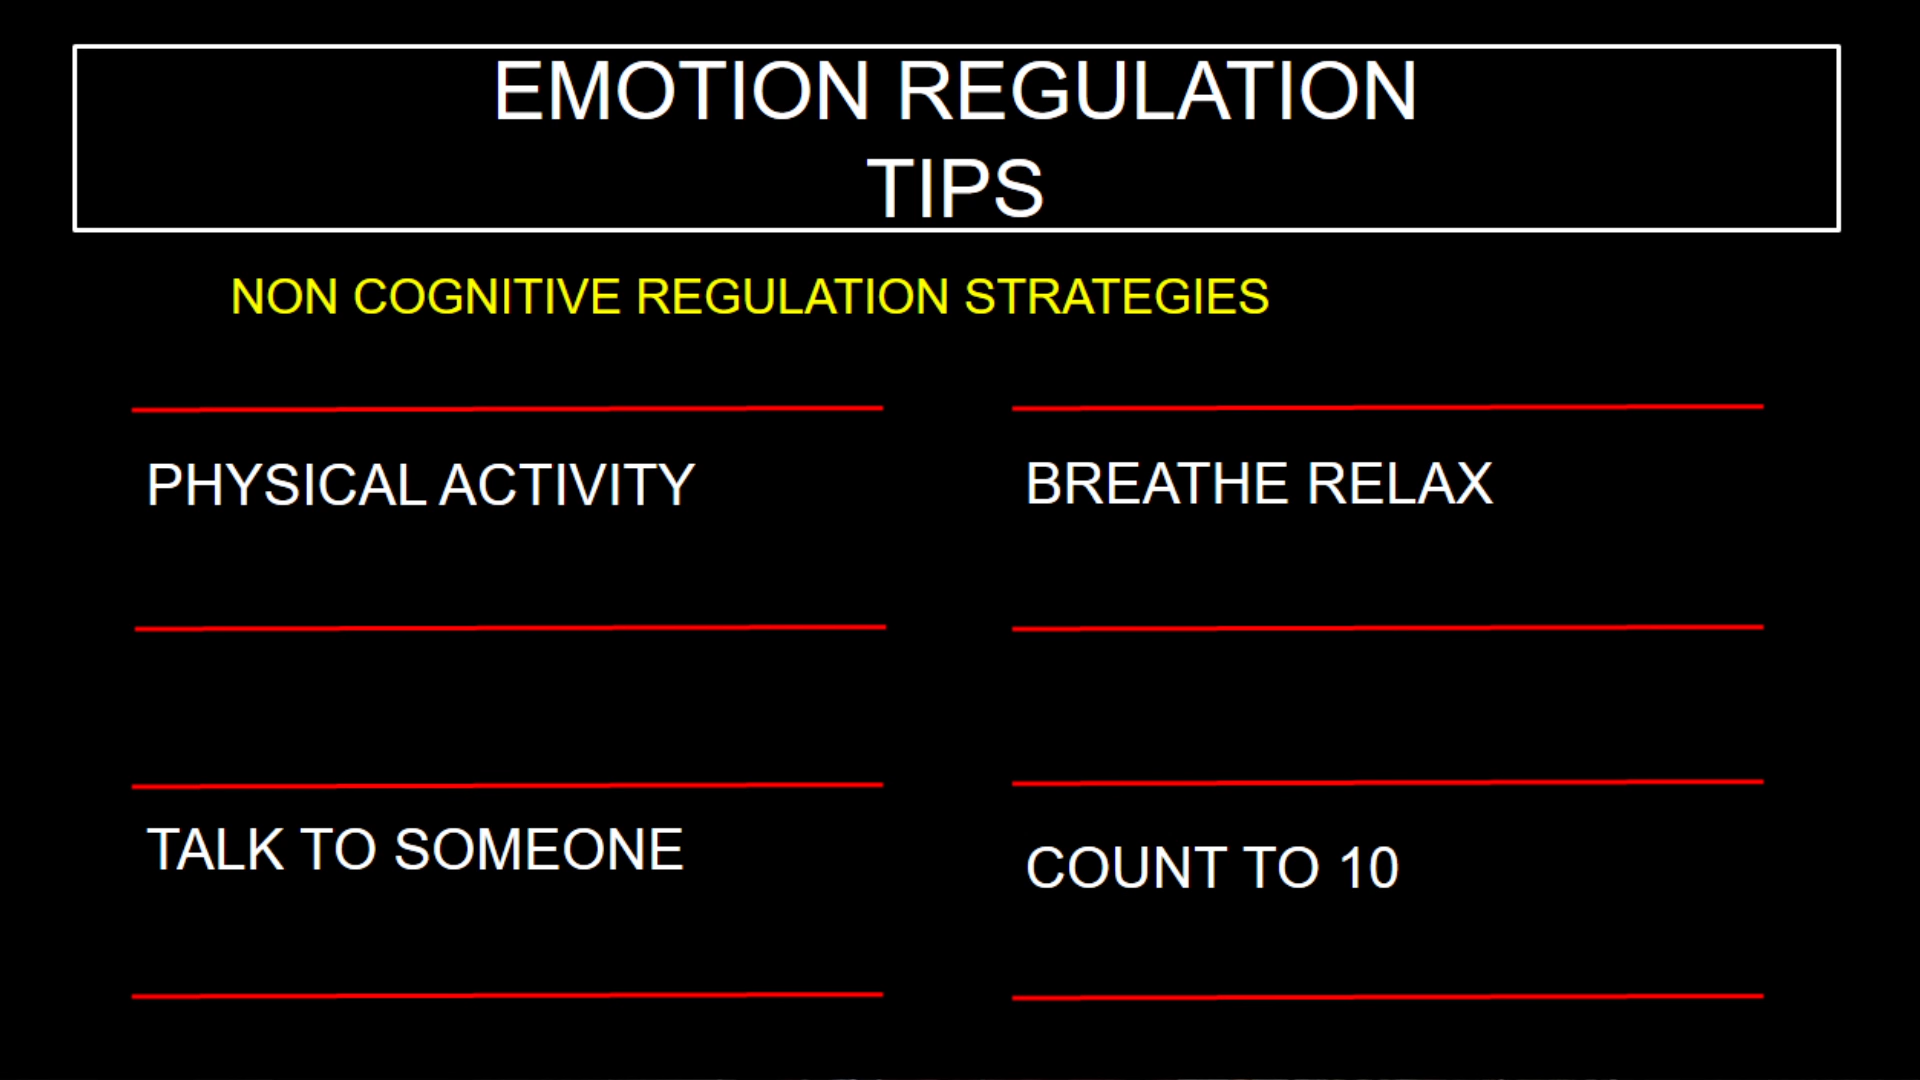 EMOTION REGULATION
TIPS
NON COGNITIVE REGULATION STRATEGIES
PHYSICAL ACTIVITY
BREATHE RELAX
TALK TO SOMEONE
COUNT TO 10